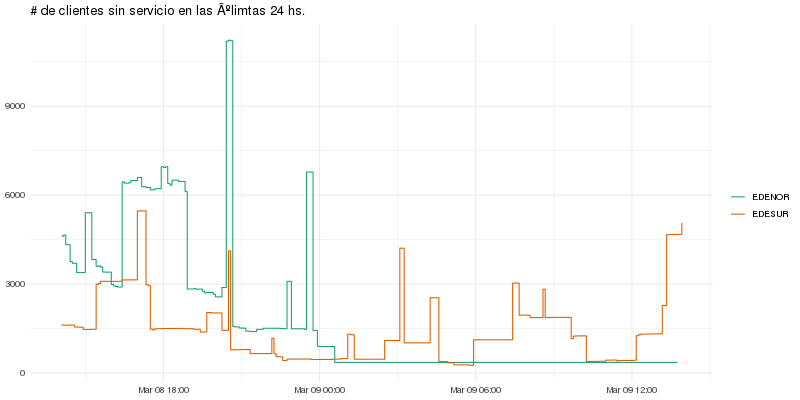 # de clientes sin servicio en las Ãºlimtas 24 hs.
9000
6000
3000
0
Mar 08 18:00
Mar 09 00:00
Mar 09 06:00
Mar 09 12:00
EDENOR
EDESUR